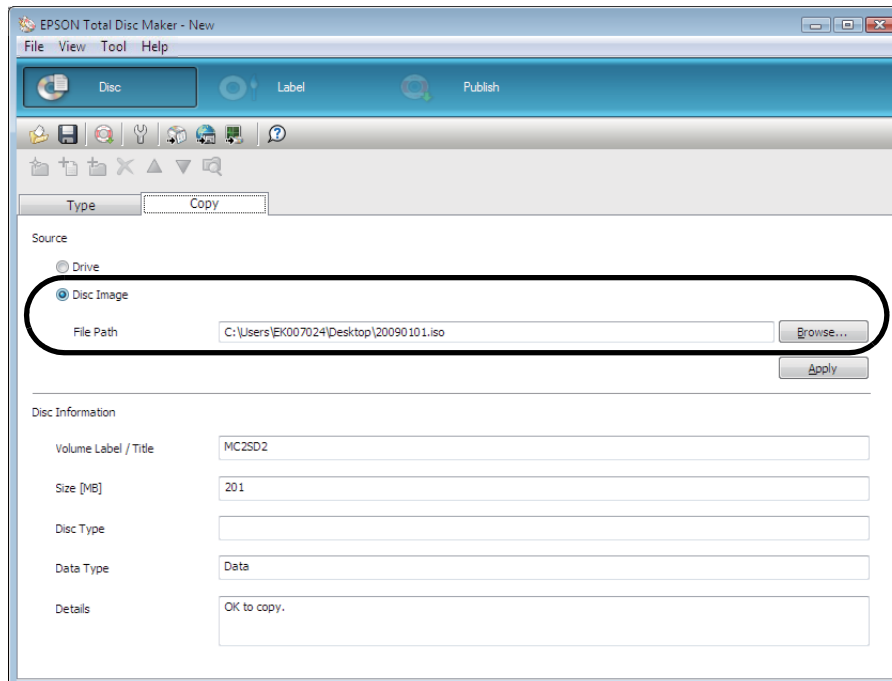 EPSON Total Disc Maker - New
File View Tool Help
Disc Label Publish
Type Copy
Source
Drive
Disc Image
File Path C:\Users\EK007024\Desktop\20090101.iso Browse...
Apply
Disc Information
Volume Label / Title MC2SD2
Size [MB] 201
Disc Type
Data Type Data
Details OK to copy.